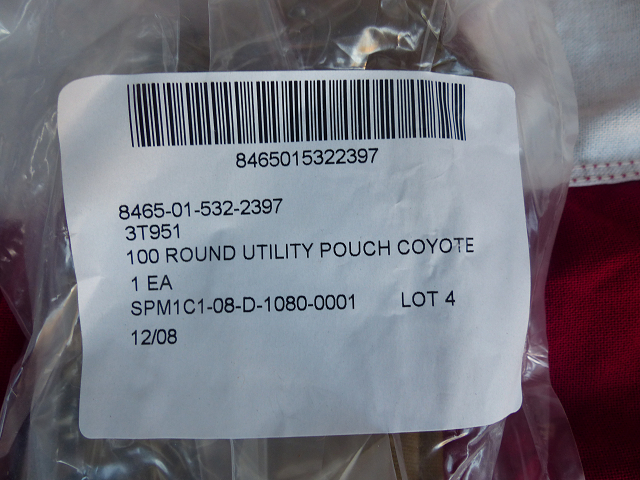 8465015322397
8465-01-532-2397
3T951
100 ROUND UTILITY POUCH COYOTE
1 EA
SPM1C1-08-D-1080-0001 LOT 4
12/08